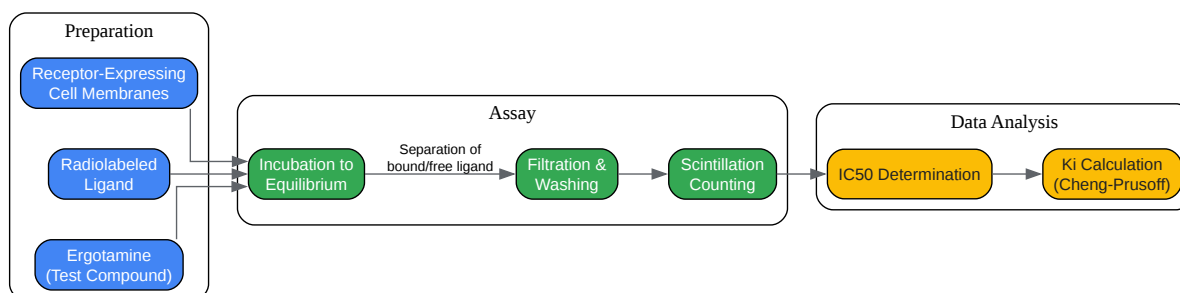 Preparation
Receptor-Expressing
Cell Membranes
Radiolabeled
Ligand
Ergotamine
(Test Compound)
Assay
Incubation to
Equilibrium
Separation of
bound/free ligand
Filtration &
Washing
Scintillation
Counting
Data Analysis
IC50 Determination
Ki Calculation
(Cheng-Prusoff)